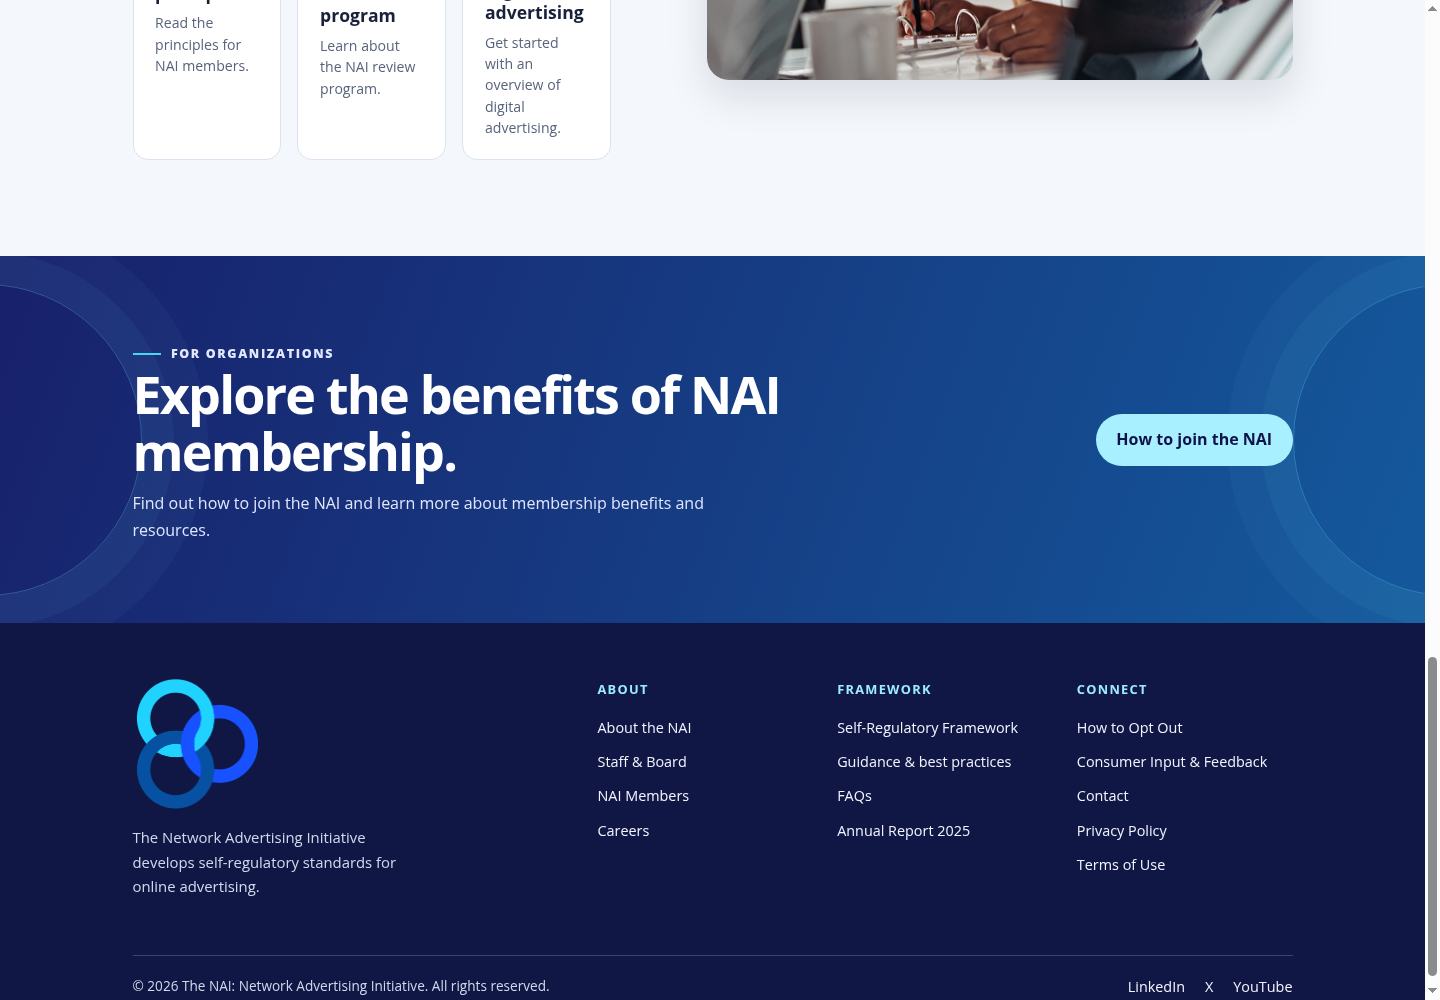 Read the
principles for
NAI members.
program
Learn about
the NAI review
program.
advertising
Get started
with an
overview of
digital
advertising.
FOR ORGANIZATIONS
Explore the benefits of NAI
membership.
Find out how to join the NAI and learn more about membership benefits and
resources.
How to join the NAI
The Network Advertising Initiative
develops self-regulatory standards for
online advertising.
ABOUT
About the NAI
Staff & Board
NAI Members
Careers
FRAMEWORK
Self-Regulatory Framework
Guidance & best practices
FAQs
Annual Report 2025
CONNECT
How to Opt Out
Consumer Input & Feedback
Contact
Privacy Policy
Terms of Use
© 2026 The NAI: Network Advertising Initiative. All rights reserved.
LinkedIn X YouTube